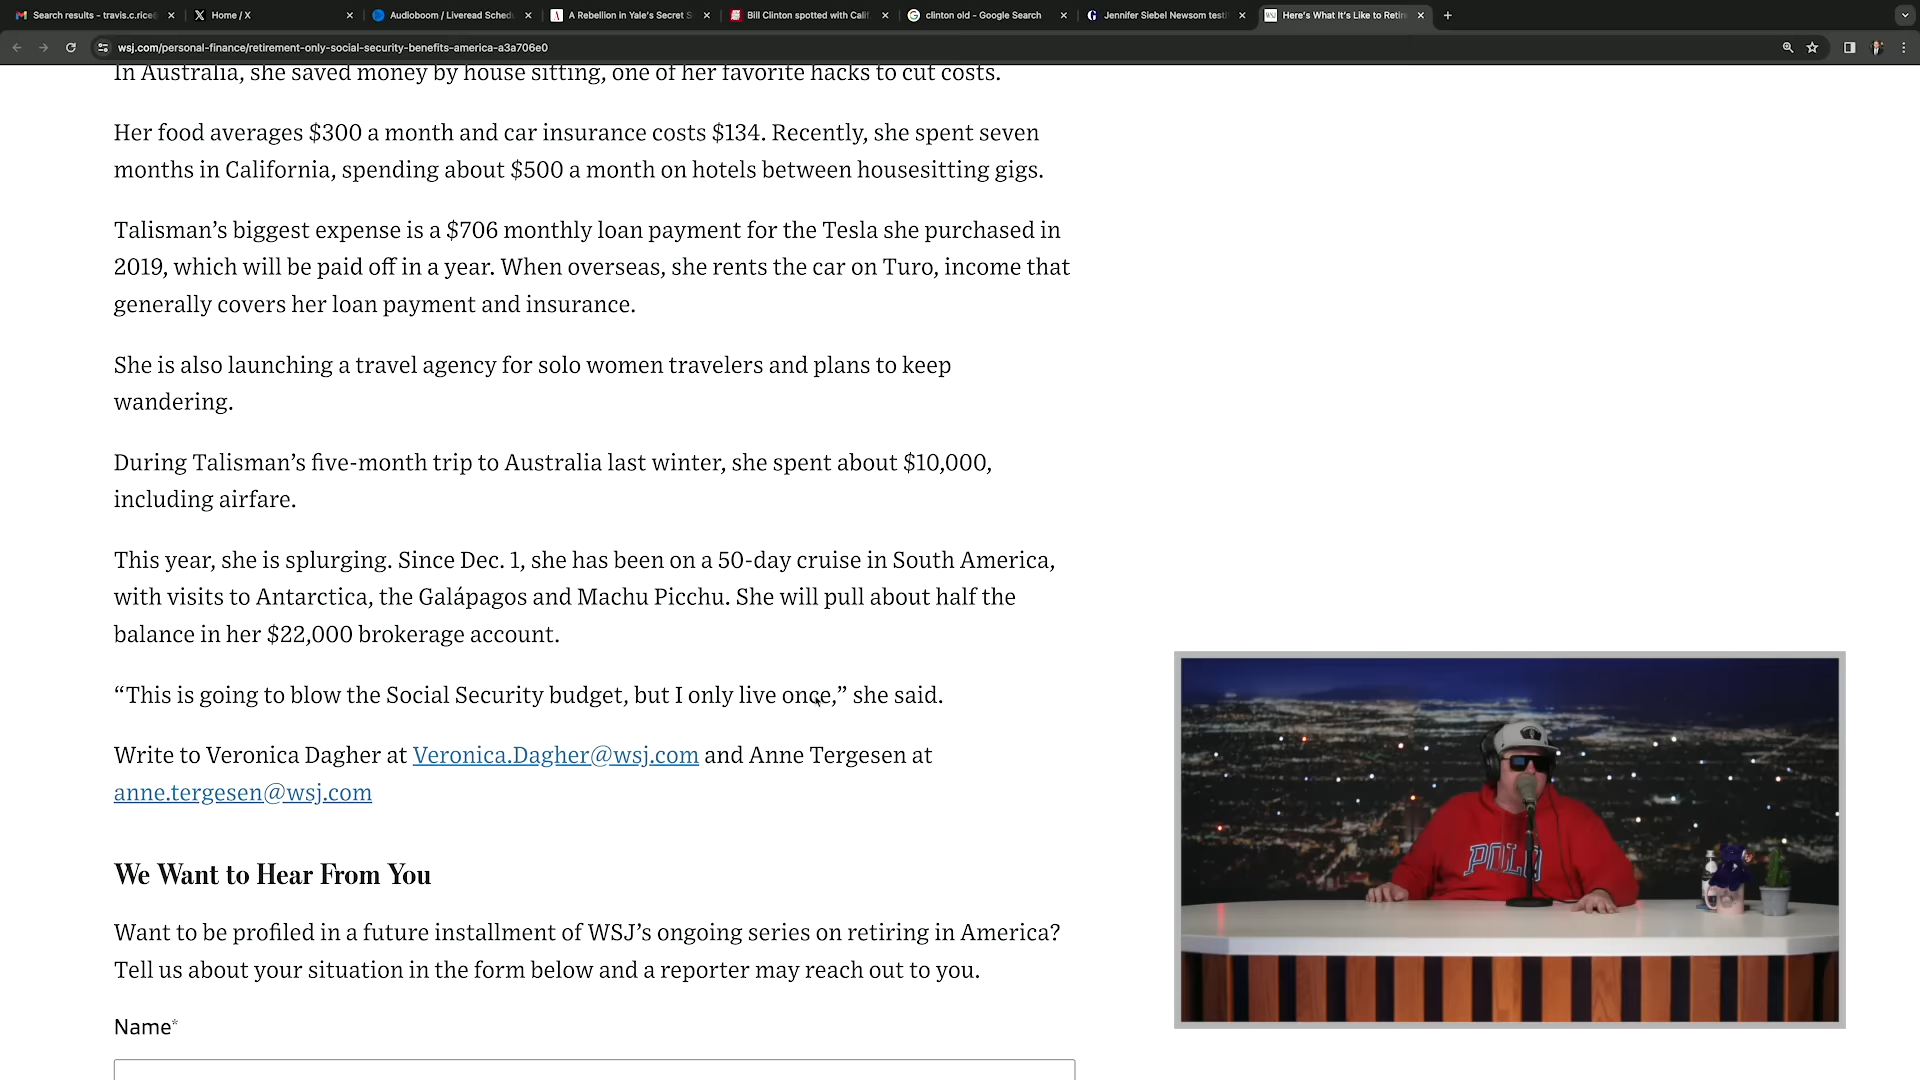 Search results - travis.c.rice
Home / X
Audioboom / Liveread Schedu
A Rebellion in Yale's Secret S
Bill Clinton spotted with Calif
clinton old - Google Search
Jennifer Siebel Newsom testi
Here's What It's Like to Retir
wsj.com/personal-finance/retirement-only-social-security-benefits-america-a3a706e0
In Australia, she saved money by house sitting, one of her favorite hacks to cut costs.
Her food averages $300 a month and car insurance costs $134. Recently, she spent seven
months in California, spending about $500 a month on hotels between housesitting gigs.
Talisman’s biggest expense is a $706 monthly loan payment for the Tesla she purchased in
2019, which will be paid off in a year. When overseas, she rents the car on Turo, income that
generally covers her loan payment and insurance.
She is also launching a travel agency for solo women travelers and plans to keep
wandering.
During Talisman’s five-month trip to Australia last winter, she spent about $10,000,
including airfare.
This year, she is splurging. Since Dec. 1, she has been on a 50-day cruise in South America,
with visits to Antarctica, the Galápagos and Machu Picchu. She will pull about half the
balance in her $22,000 brokerage account.
“This is going to blow the Social Security budget, but I only live once,” she said.
Write to Veronica Dagher at Veronica.Dagher@wsj.com and Anne Tergesen at
anne.tergesen@wsj.com
We Want to Hear From You
Want to be profiled in a future installment of WSJ’s ongoing series on retiring in America?
Tell us about your situation in the form below and a reporter may reach out to you.
Name*
POLO